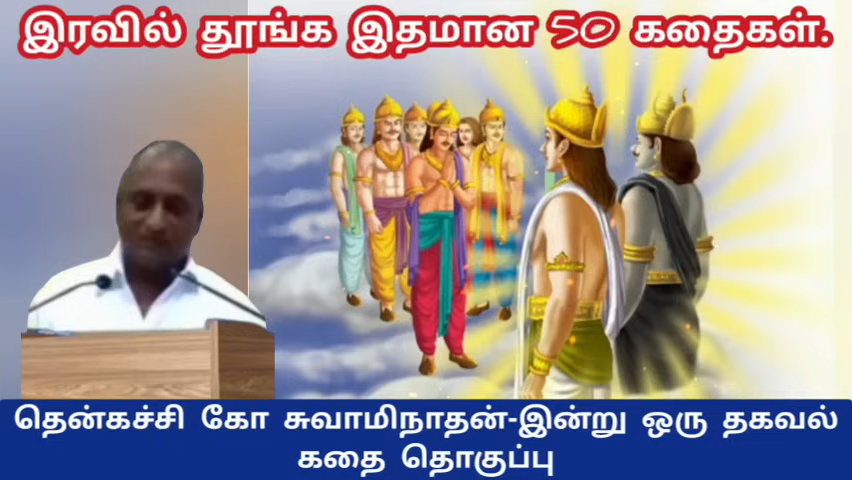 இரவில் தூங்க இதமான 50 கதைகள்.
தென்கச்சி கோ சுவாமிநாதன்-இன்று ஒரு தகவல்
கதை தொகுப்பு